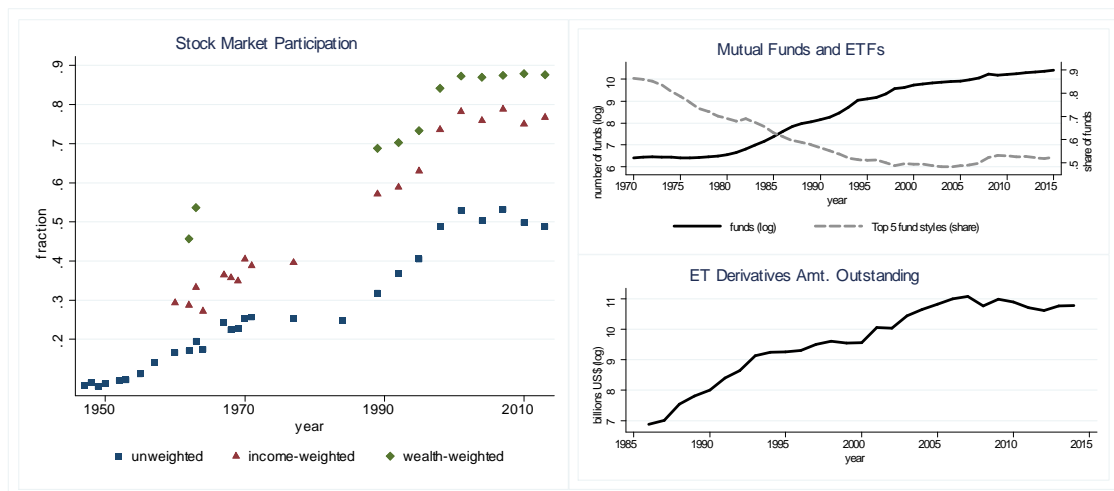 Stock Market Participation
fraction
.9
.8
.7
.6
.5
.4
.3
.2
1950 1970 1990 2010
year
unweighted income-weighted wealth-weighted
Mutual Funds and ETFs
number of funds (log)
10
9
8
7
6
share of funds
.9
.8
.7
.6
.5
1970 1975 1980 1985 1990 1995 2000 2005 2010 2015
year
funds (log) Top 5 fund styles (share)
ET Derivatives Amt. Outstanding
billions US$ (log)
11
10
9
8
7
1985 1990 1995 2000 2005 2010 2015
year